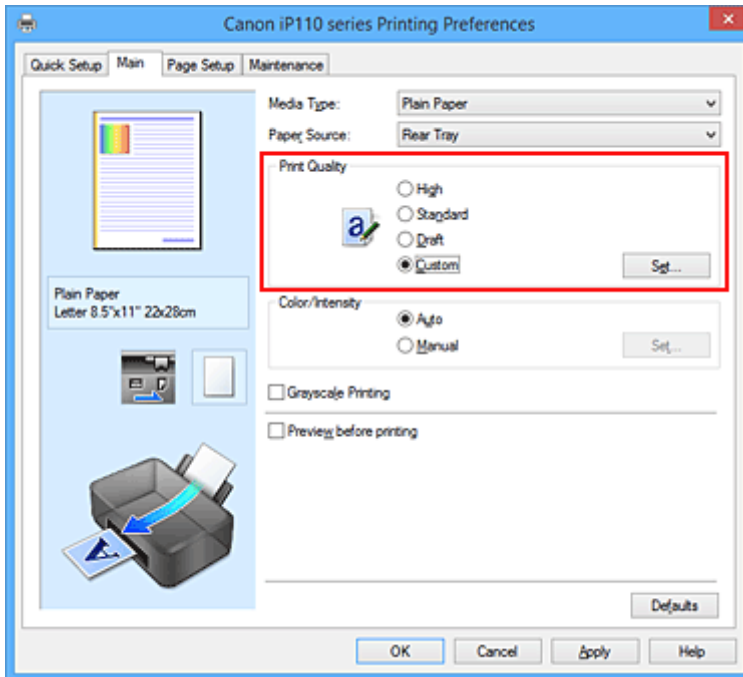 Canon iP110 series Printing Preferences
Quick Setup Main Page Setup Maintenance
Media Type: Plain Paper
Paper Source: Rear Tray
Print Quality
High
Standard
a
Draft
Custom Set...
Plain Paper
Letter 8.5"x11" 22x28cm
Color/Intensity
Auto
Manual Set...
Grayscale Printing
Preview before printing
A
Defaults
OK Cancel Apply Help